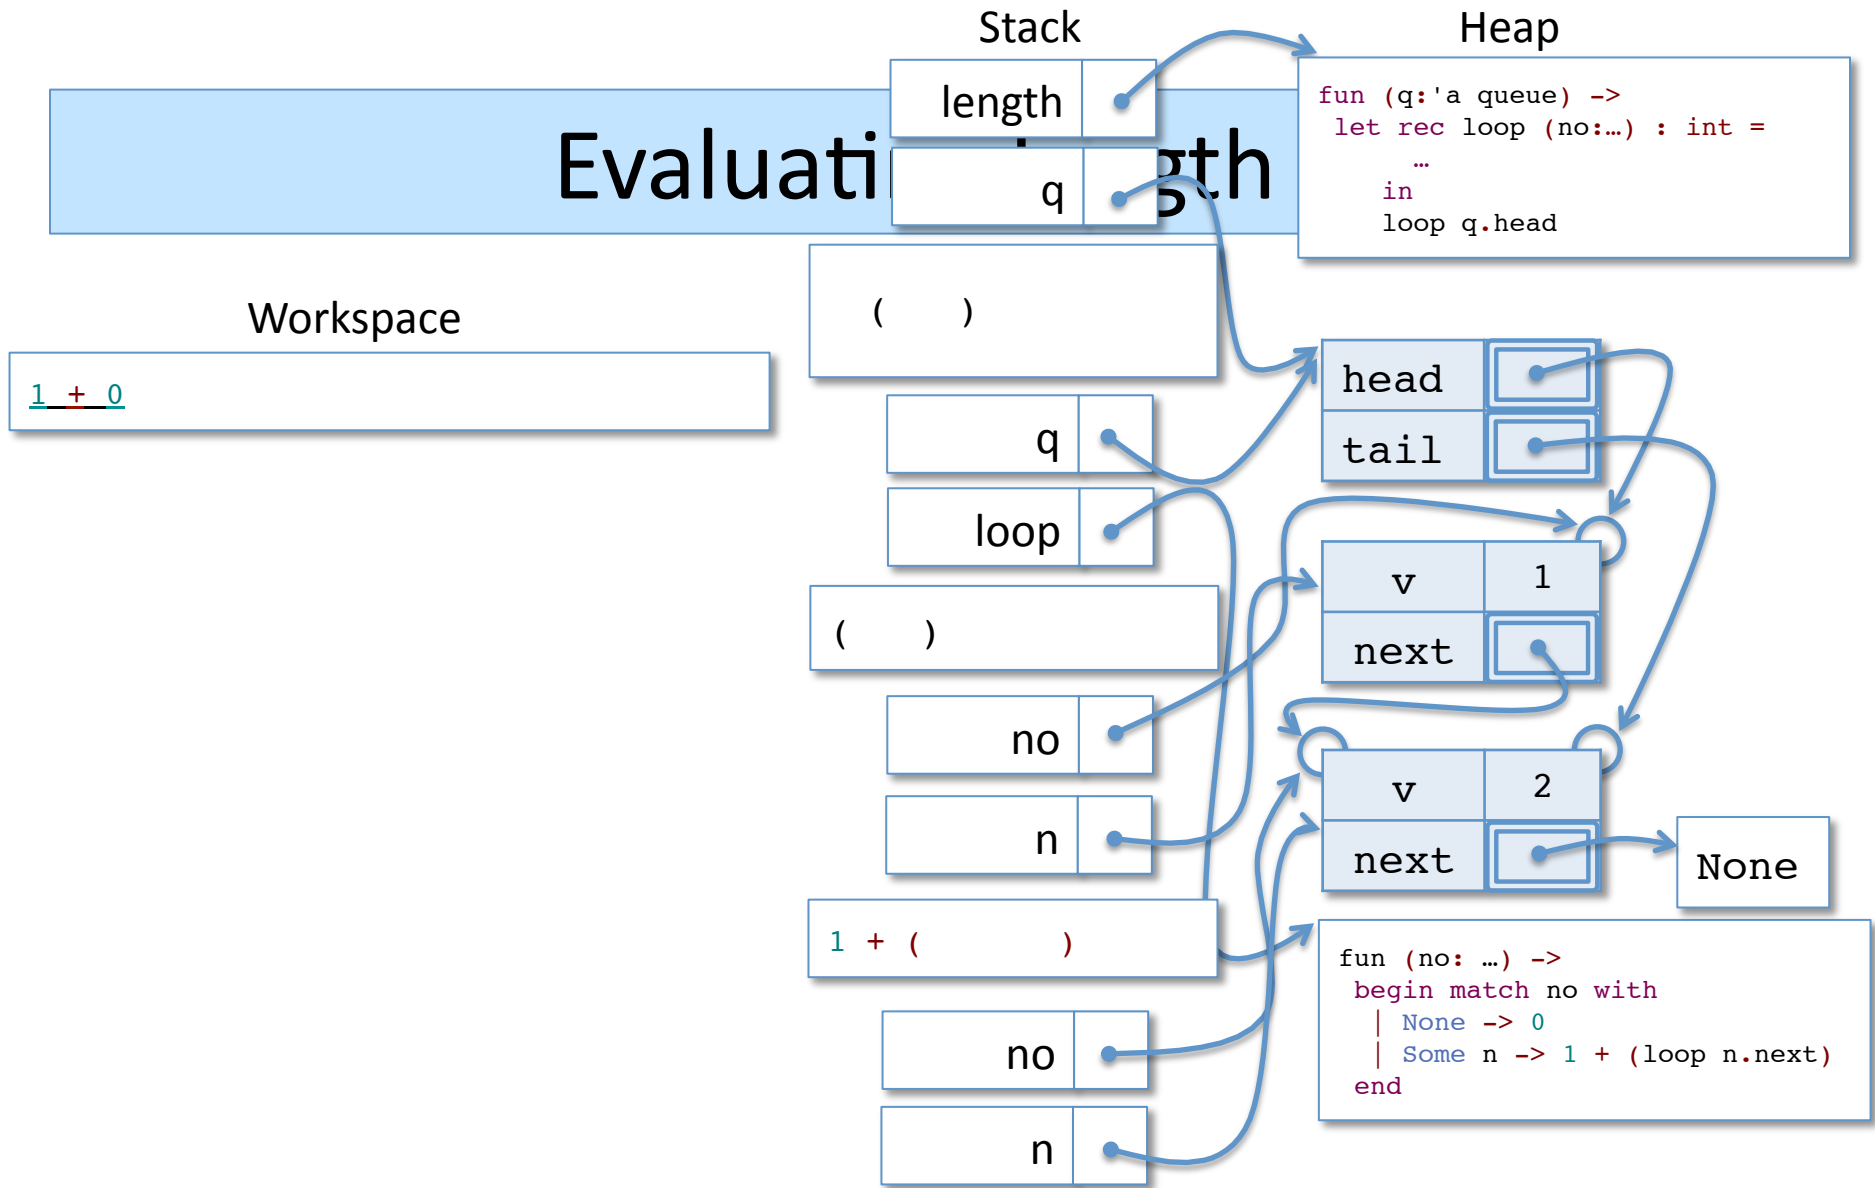 Stack
Heap
length
fun (q:'a queue) ->
let rec loop (no:…) : int =
…
in
loop q.head
q
( )
Workspace
1 + 0
head
tail
q
loop
v 1
next
( )
no
n
v 2
next
None
1 + ( )
fun (no: …) ->
begin match no with
| None -> 0
| Some n -> 1 + (loop n.next)
end
no
n